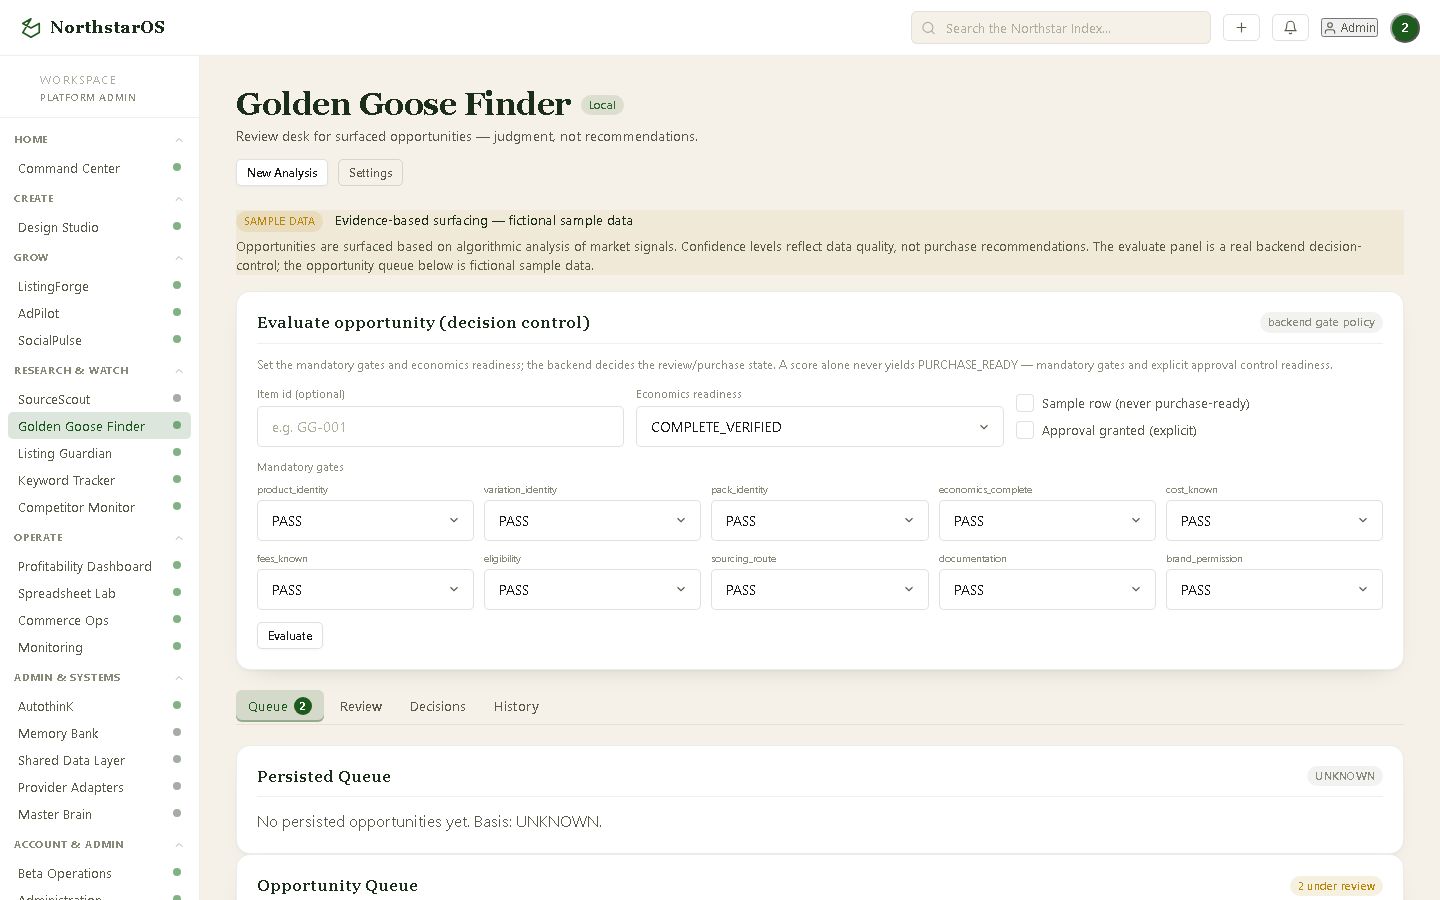 NorthstarOS
Search the Northstar Index...
Admin
2
WORKSPACE
PLATFORM ADMIN
HOME
Command Center
CREATE
Design Studio
GROW
ListingForge
AdPilot
SocialPulse
RESEARCH & WATCH
SourceScout
Golden Goose Finder
Listing Guardian
Keyword Tracker
Competitor Monitor
OPERATE
Profitability Dashboard
Spreadsheet Lab
Commerce Ops
Monitoring
ADMIN & SYSTEMS
AutothinK
Memory Bank
Shared Data Layer
Provider Adapters
Master Brain
ACCOUNT & ADMIN
Beta Operations
Administration
Golden Goose Finder Local
Review desk for surfaced opportunities — judgment, not recommendations.
New Analysis Settings
SAMPLE DATA Evidence-based surfacing — fictional sample data
Opportunities are surfaced based on algorithmic analysis of market signals. Confidence levels reflect data quality, not purchase recommendations. The evaluate panel is a real backend decision-
control; the opportunity queue below is fictional sample data.
Evaluate opportunity (decision control) backend gate policy
Set the mandatory gates and economics readiness; the backend decides the review/purchase state. A score alone never yields PURCHASE_READY — mandatory gates and explicit approval control readiness.
Item id (optional) Economics readiness
e.g. GG-001 COMPLETE_VERIFIED
Sample row (never purchase-ready)
Approval granted (explicit)
Mandatory gates
product_identity variation_identity pack_identity economics_complete cost_known
PASS PASS PASS PASS PASS
fees_known eligibility sourcing_route documentation brand_permission
PASS PASS PASS PASS PASS
Evaluate
Queue 2 Review Decisions History
Persisted Queue UNKNOWN
No persisted opportunities yet. Basis: UNKNOWN.
Opportunity Queue 2 under review